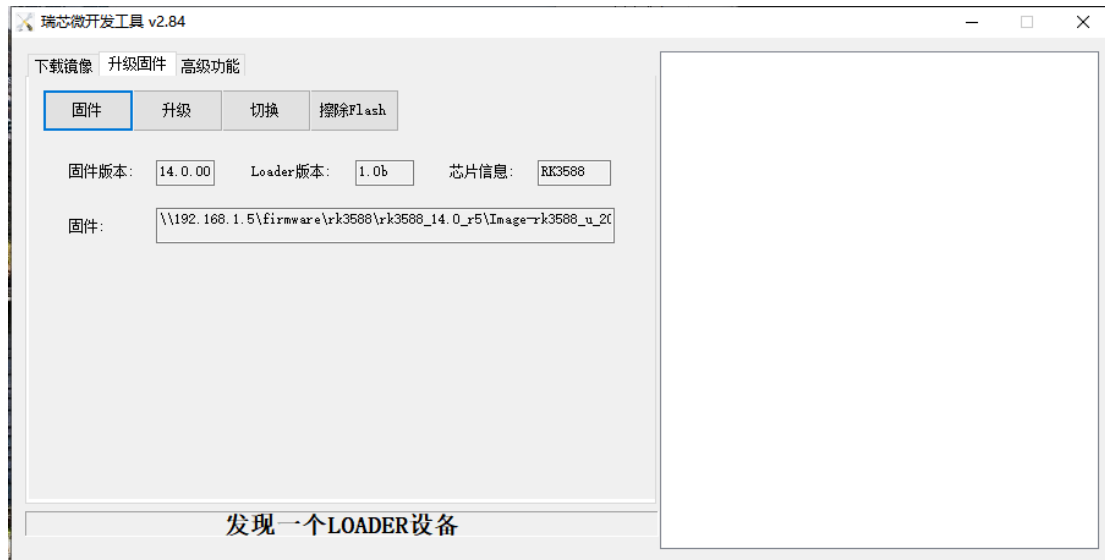 瑞芯微开发工具 v2.84
下载镜像 升级固件 高级功能
固件 升级 切换 擦除Flash
固件版本: 14.0.00 Loader版本: 1.0b 芯片信息: RK3588
固件: \\192.168.1.5\firmware\rk3588\rk3588_14.0_r5\Image-rk3588_u_20
发现一个LOADER设备